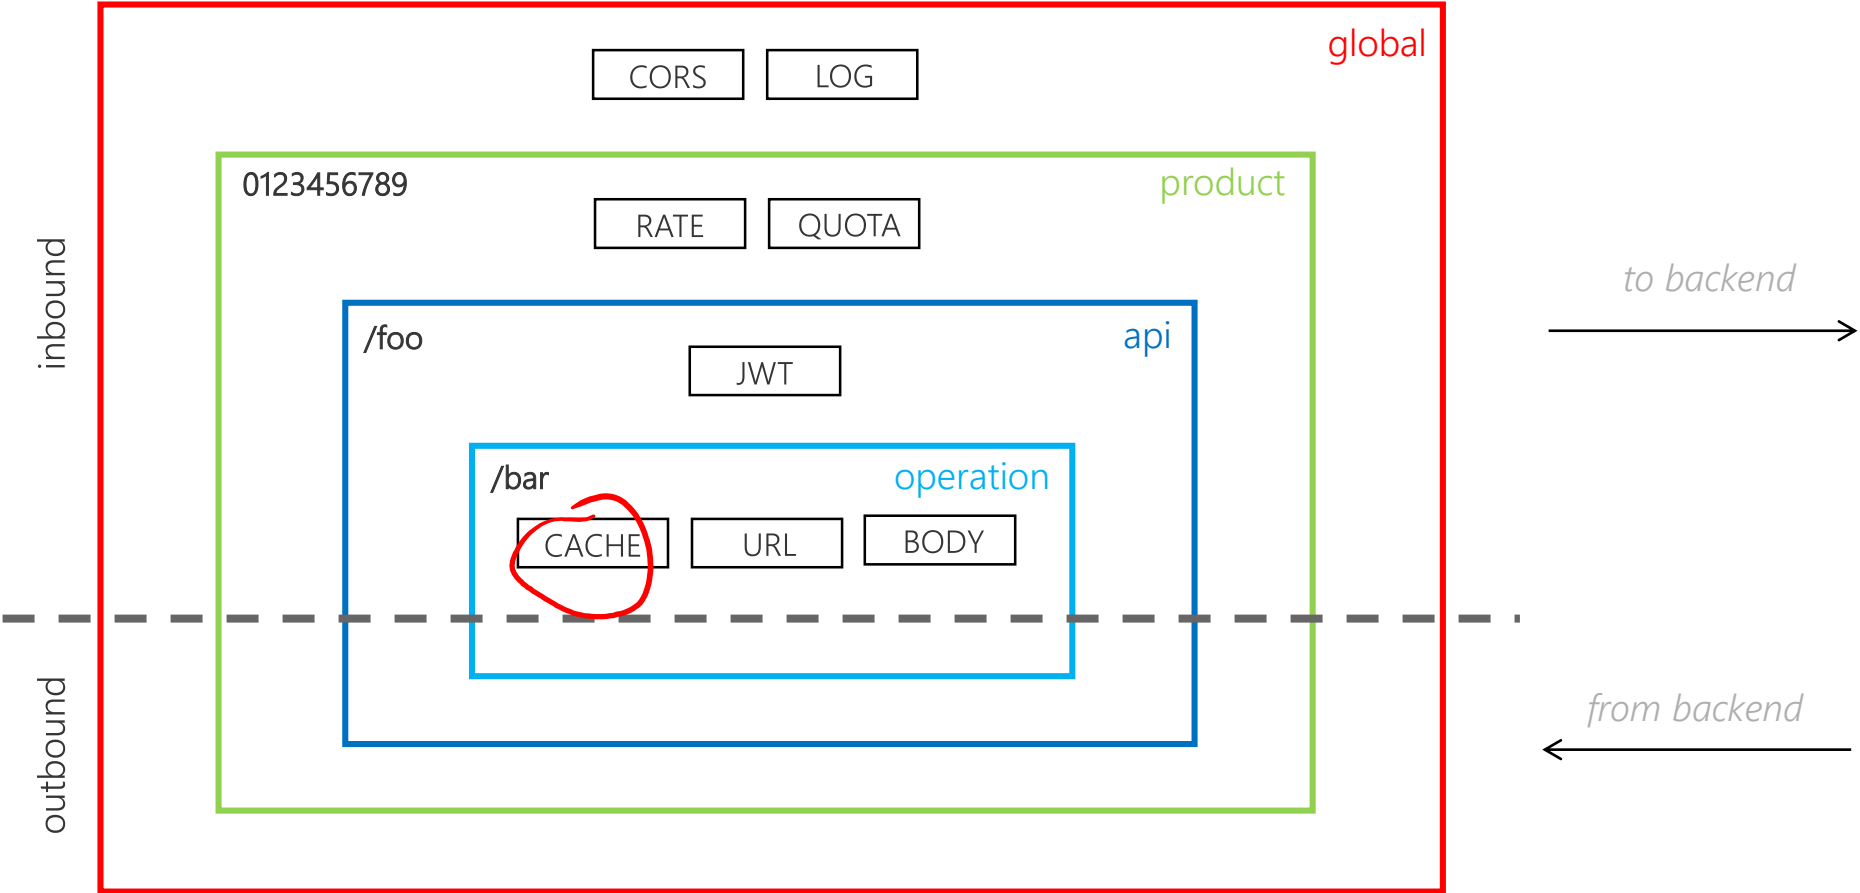 global
CORS LOG
0123456789 product
RATE QUOTA
inbound
to backend
/foo api
JWT
/bar operation
CACHE URL BODY
outbound
from backend